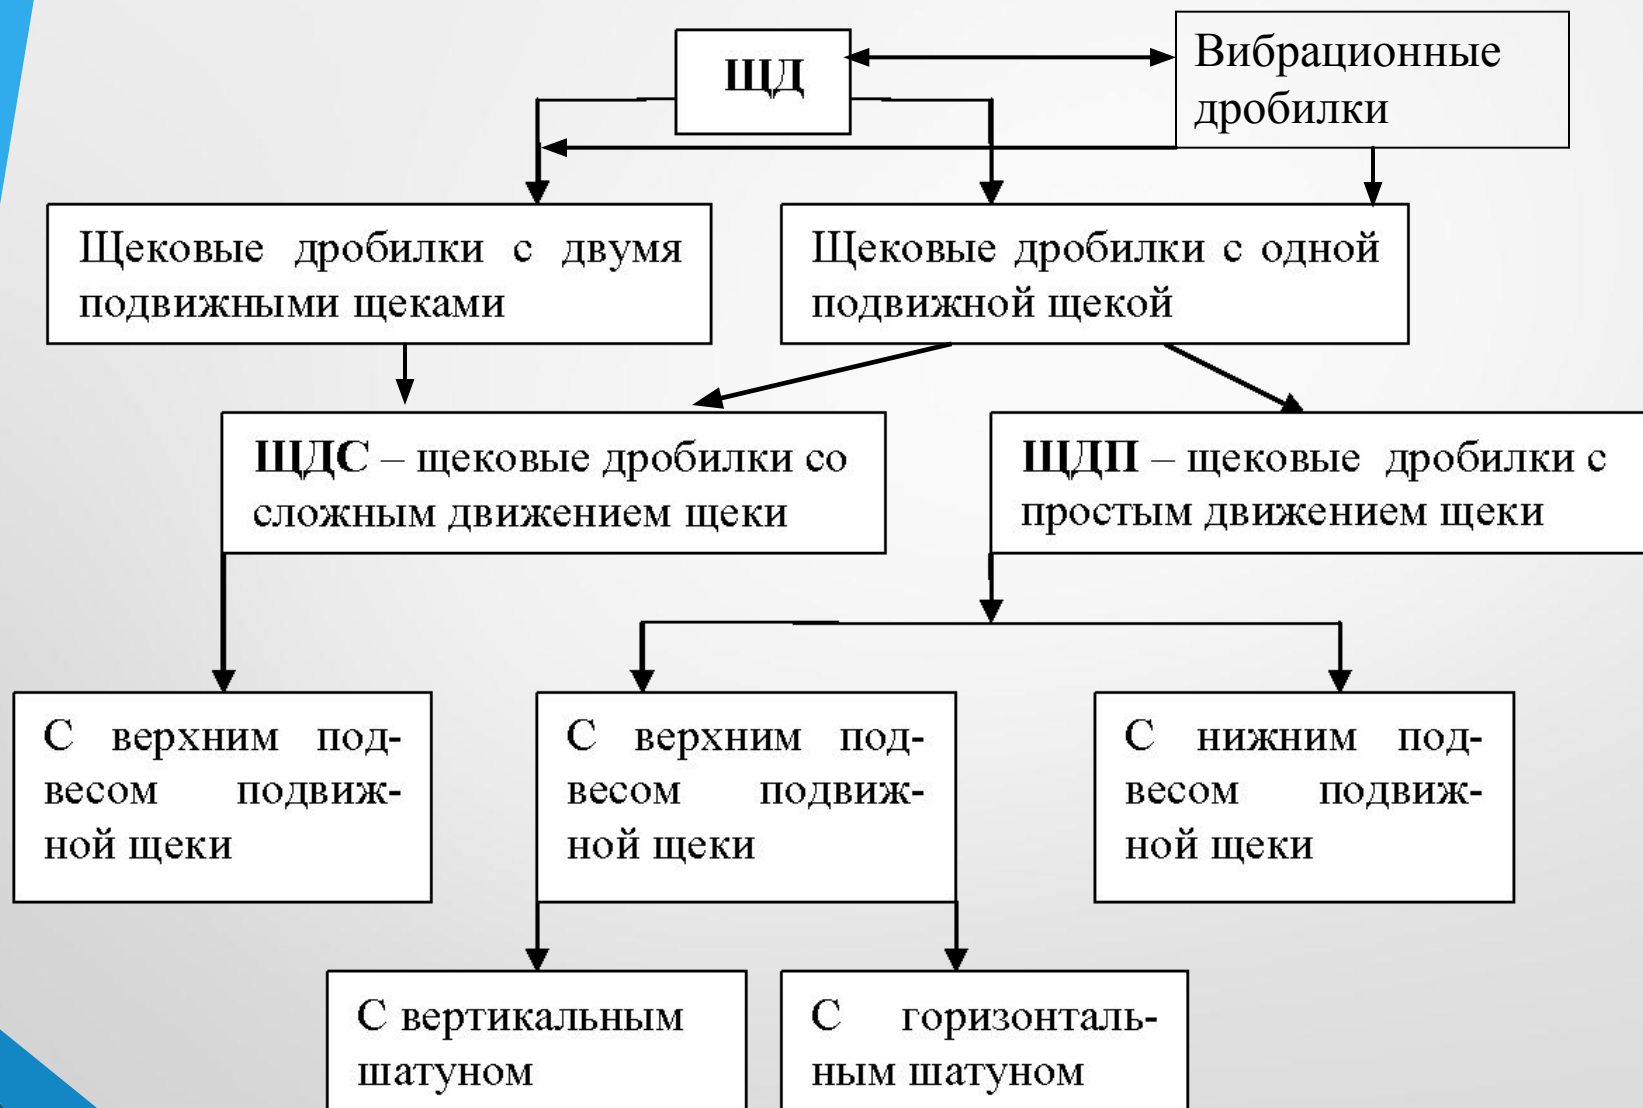 ЩД
Вибрационные
дробилки
Щековые дробилки с двумя
подвижными щеками
Щековые дробилки с одной
подвижной щекой
ЩДС – щековые дробилки со
сложным движением щеки
ЩДП – щековые дробилки с
простым движением щеки
С верхним под-
весом подвиж-
ной щеки
С верхним под-
весом подвиж-
ной щеки
С нижним под-
весом подвиж-
ной щеки
С вертикальным
шатуном
С горизонталь-
ным шатуном